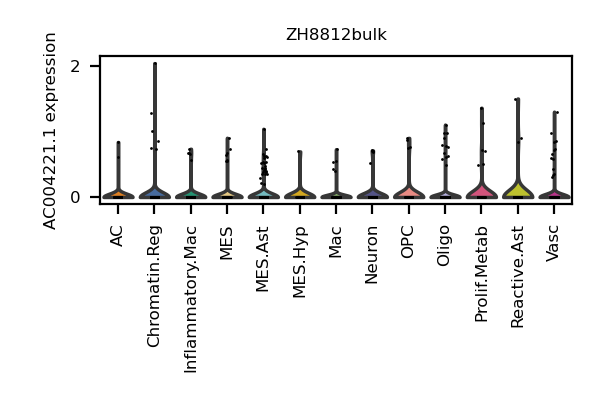 ZH8812bulk
AC004221.1 expression
2
0
AC
Chromatin.Reg
Inflammatory.Mac
MES
MES.Ast
MES.Hyp
Mac
Neuron
OPC
Oligo
Prolif.Metab
Reactive.Ast
Vasc